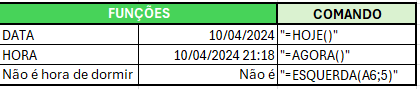 FUNÇÕES COMANDO
DATA 10/04/2024 "=HOJE()"
HORA 10/04/2024 21:18 "=AGORA()"
Não é hora de dormir Não é "=ESQUERDA(A6;5)"